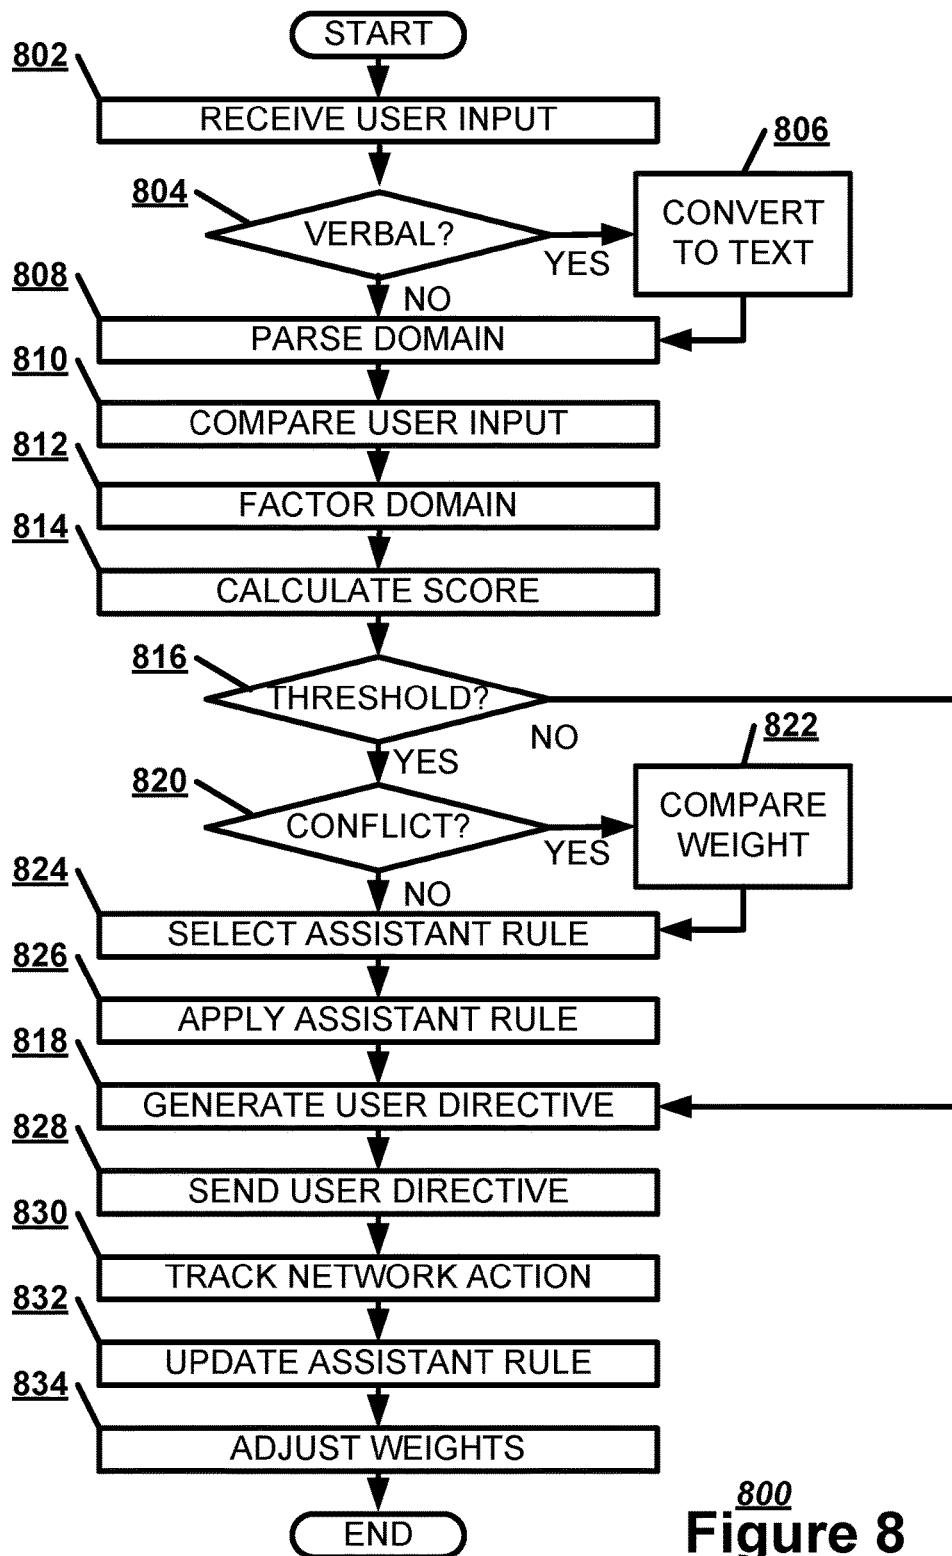 START
802
RECEIVE USER INPUT
806
804
VERBAL?
CONVERT
TO TEXT
YES
808
NO
PARSE DOMAIN
810
COMPARE USER INPUT
812
FACTOR DOMAIN
814
CALCULATE SCORE
816
THRESHOLD?
NO
822
YES
820
CONFLICT?
COMPARE
WEIGHT
YES
824
NO
SELECT ASSISTANT RULE
826
APPLY ASSISTANT RULE
818
GENERATE USER DIRECTIVE
828
SEND USER DIRECTIVE
830
TRACK NETWORK ACTION
832
UPDATE ASSISTANT RULE
834
ADJUST WEIGHTS
800
END
Figure 8